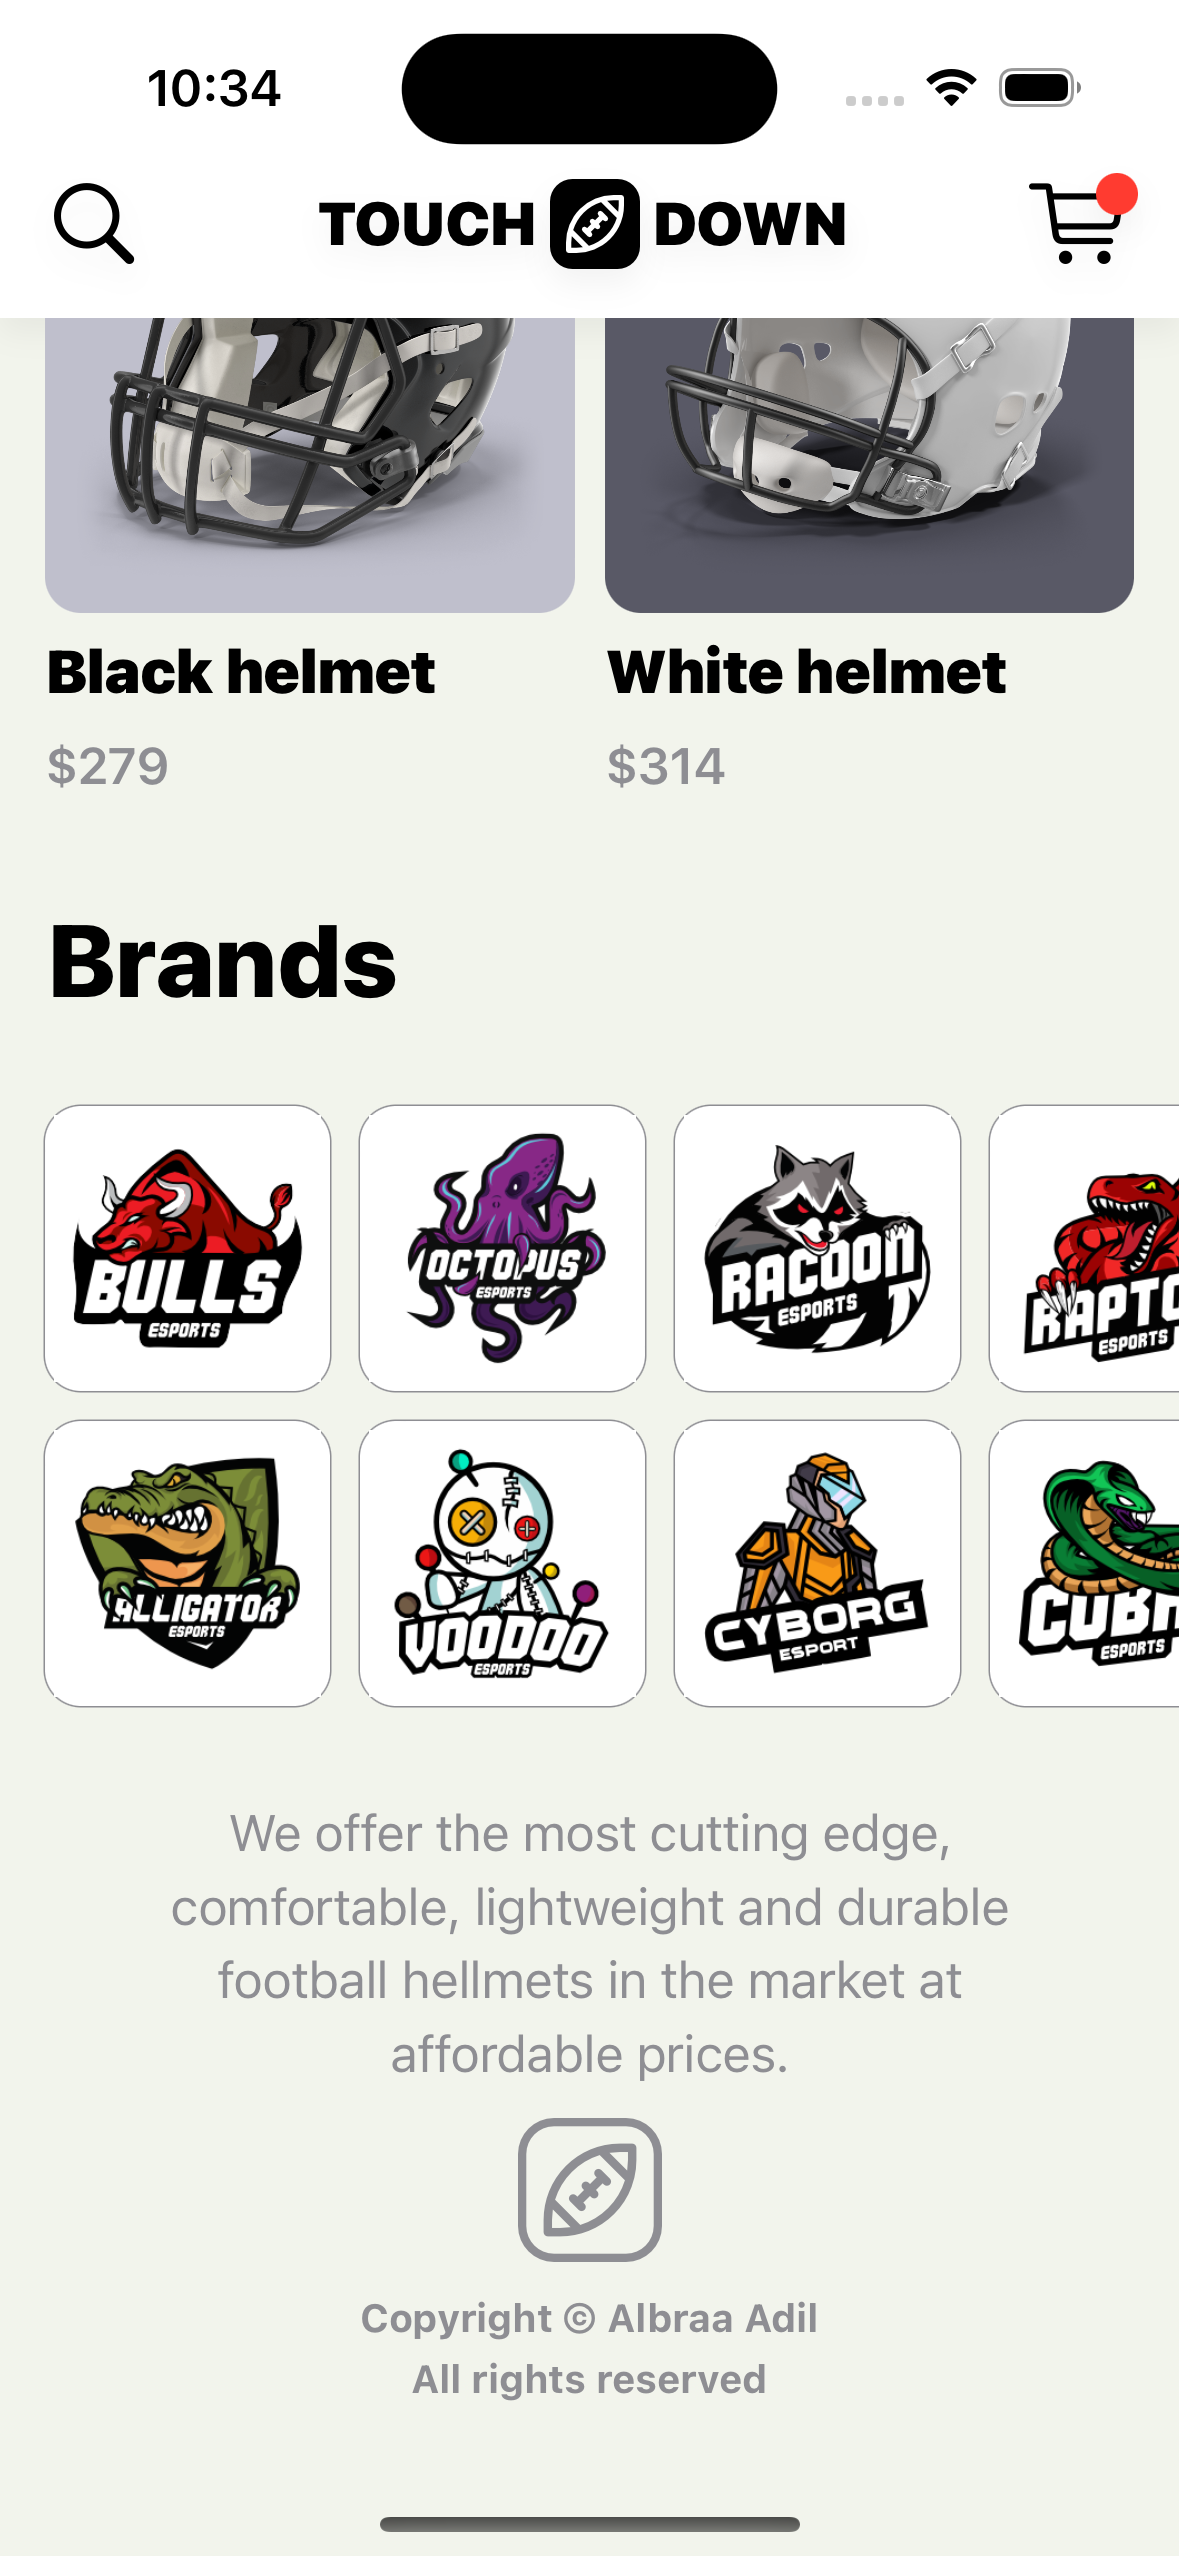 10:34
TOUCH DOWN
Black helmet
White helmet
$279
$314
Brands
BULLS
ESPORTS
OCTOPUS
ESPORTS
RACOON
ESPORTS
RAPTO
ESPORTS
ALLIGATOR
ESPORTS
VOODOO
ESPORTS
CYBORG
ESPORT
CUBR
ESPORTS
We offer the most cutting edge,
comfortable, lightweight and durable
football hellmets in the market at
affordable prices.
Copyright © Albraa Adil
All rights reserved